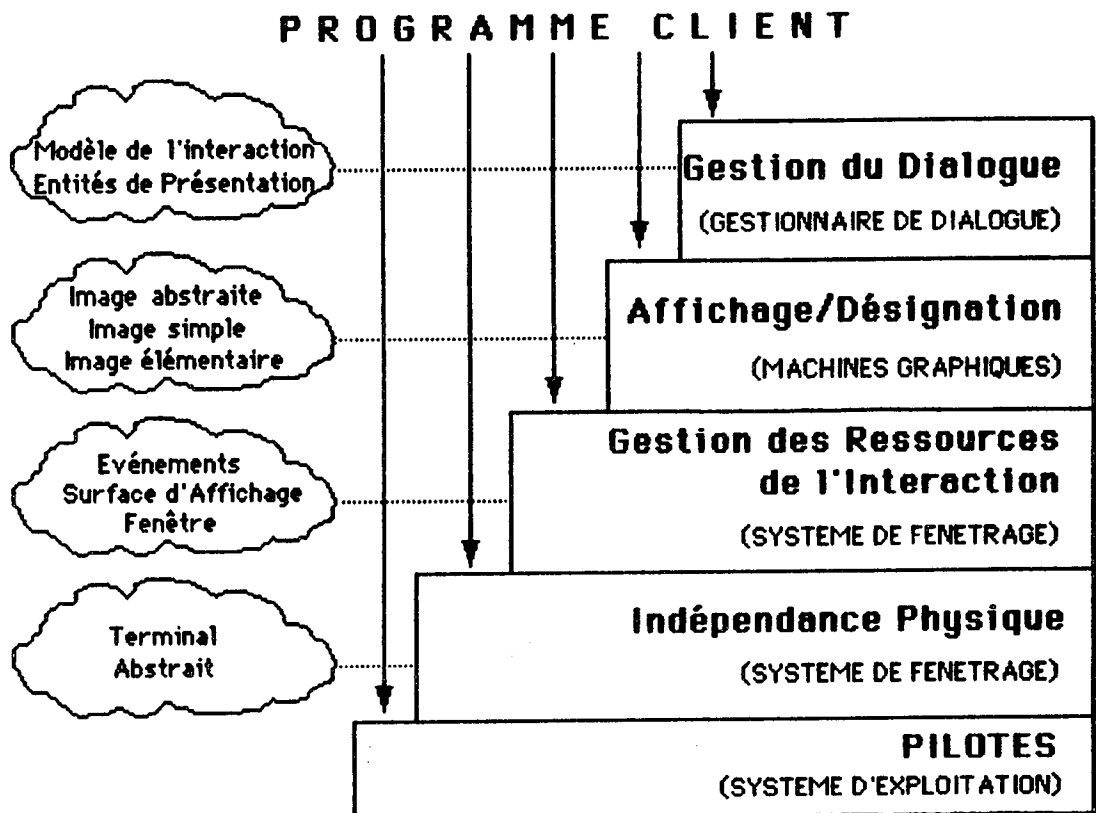 PROGRAMME CLIENT
Modèle de l'interaction
Entités de Présentation
Gestion du Dialogue
(GESTIONNAIRE DE DIALOGUE)
Image abstraite
Image simple
Image élémentaire
Affichage/Désignation
(MACHINES GRAPHIQUES)
Evénements
Surface d'Affichage
Fenêtre
Gestion des Ressources
de l'Interaction
(SYSTEME DE FENETRAGE)
Terminal
Abstrait
Indépendance Physique
(SYSTEME DE FENETRAGE)
PILOTES
(SYSTEME D'EXPLOITATION)